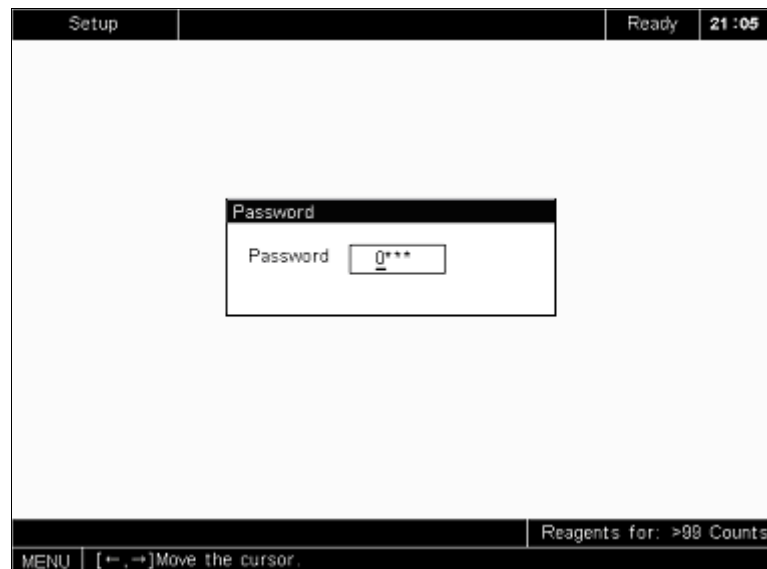 Setup Ready 21:05
Password
Password 0***
Reagents for: >99 Counts
MENU [←,→]Move the cursor.